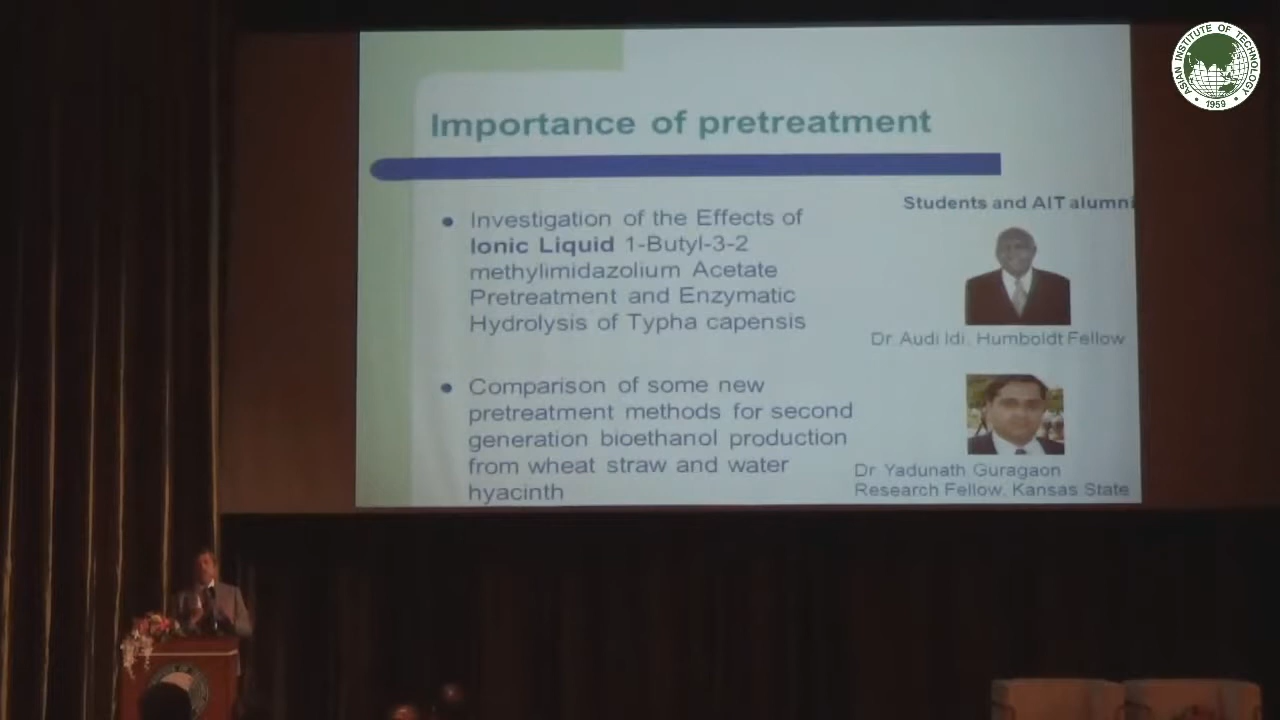 Importance of pretreatment
Investigation of the Effects of
Ionic Liquid 1-Butyl-3-2
methylimidazolium Acetate
Pretreatment and Enzymatic
Hydrolysis of Typha capensis
Comparison of some new
pretreatment methods for second
generation bioethanol production
from wheat straw and water
hyacinth
Students and AIT alumni
Dr Audi Idi, Humboldt Fellow
Dr Yadunath Guragaon
Research Fellow, Kansas State
ASIAN INSTITUTE OF TECHNOLOGY
• 1959 •